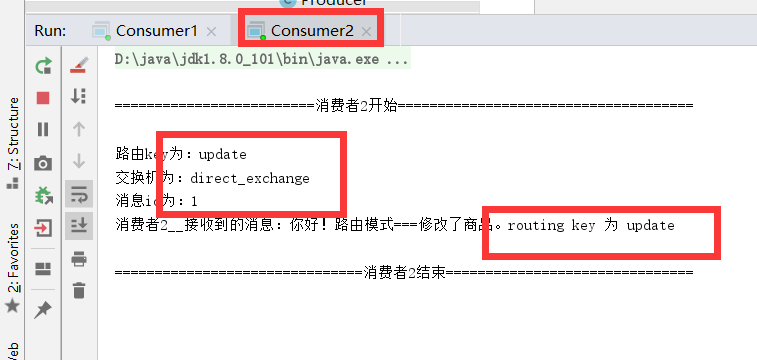 Producer
Run: Consumer1 × Consumer2 ×
D:\java\jdk1.8.0_101\bin\java.exe ...
=========================消费者2开始=====================================
路由key为：update
交换机为：direct_exchange
消息id为：1
消费者2__接收到的消息：你好！路由模式===修改了商品。routing key 为 update
===============================消费者2结束===============================
7: Structure
2: Favorites